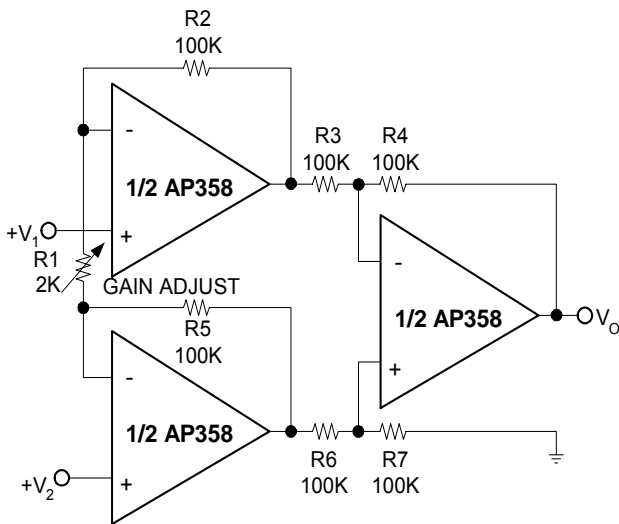 R2
100K
-
1/2 AP358
+
+V1
R3
100K
R4
100K
R1
2K
GAIN ADJUST
R5
100K
-
1/2 AP358
+
VO
-
1/2 AP358
+
+V2
R6
100K
R7
100K